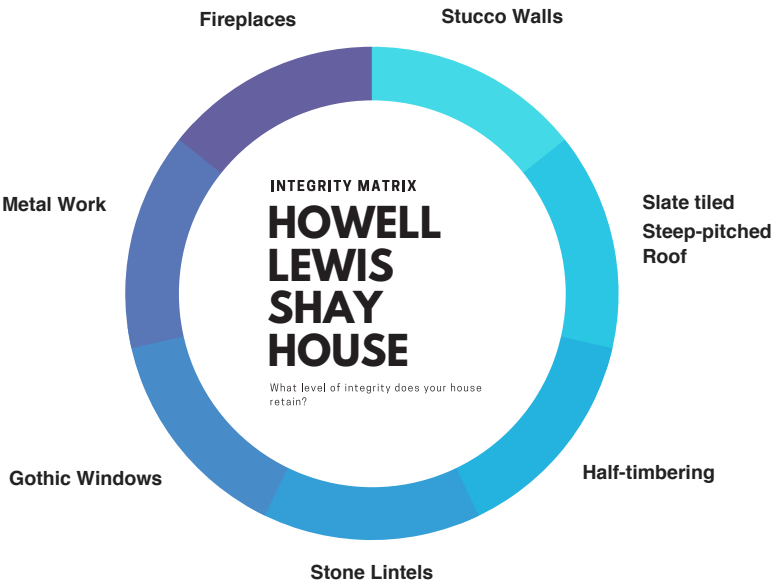 Fireplaces
Stucco Walls
Metal Work
Slate tiled
Steep-pitched
Roof
INTEGRITY MATRIX
HOWELL
LEWIS
SHAY
HOUSE
What level of integrity does your house
retain?
Gothic Windows
Half-timbering
Stone Lintels